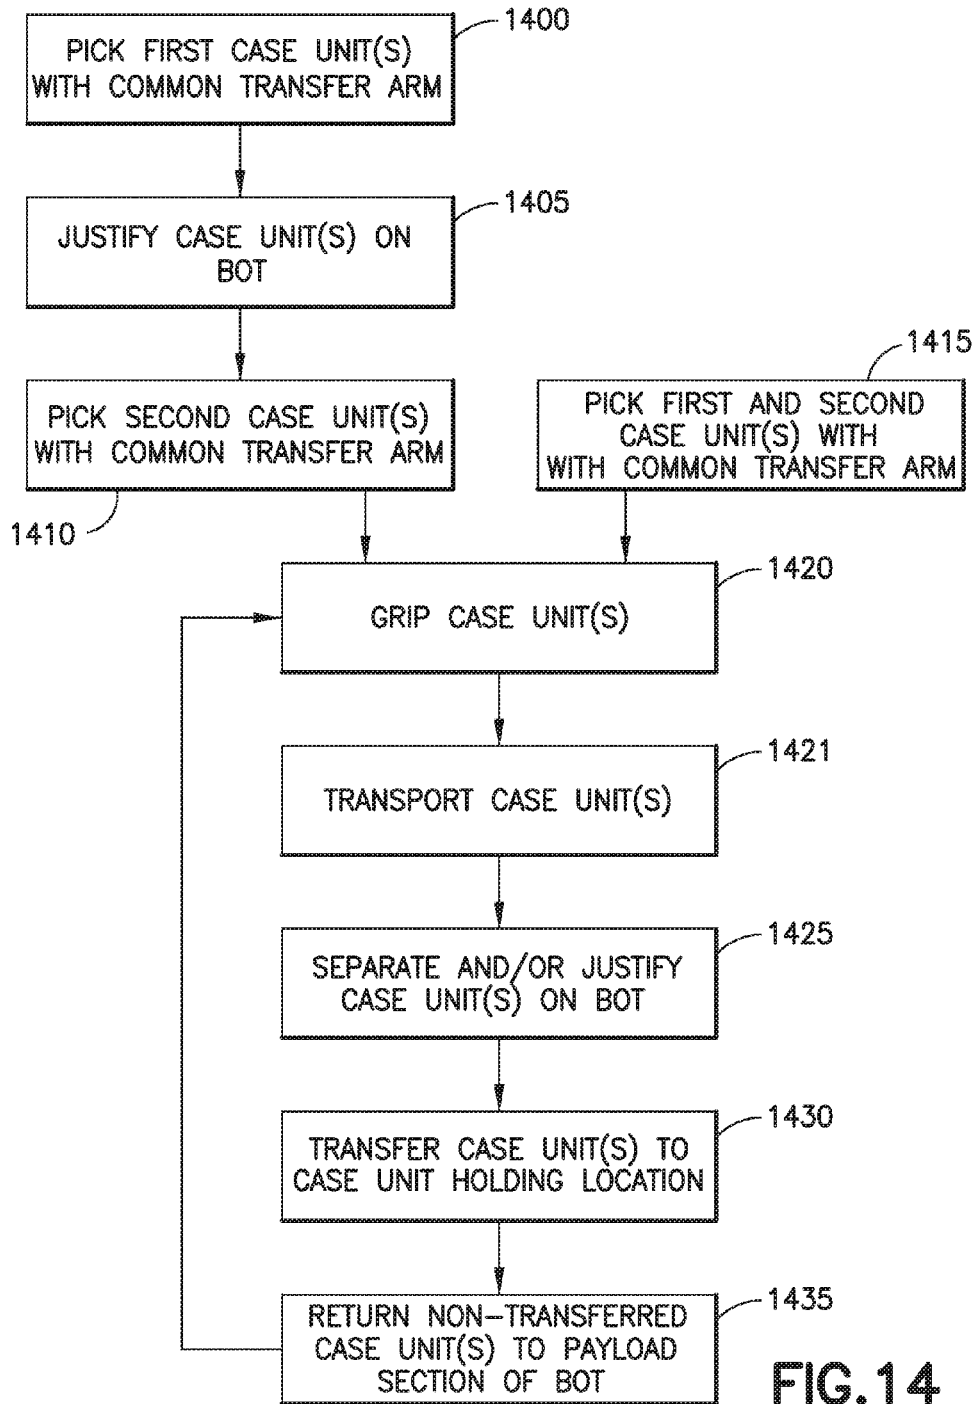 1400
PICK FIRST CASE UNIT(S)
WITH COMMON TRANSFER ARM
1405
JUSTIFY CASE UNIT(S) ON
BOT
PICK SECOND CASE UNIT(S)
WITH COMMON TRANSFER ARM
1410
1415
PICK FIRST AND SECOND
CASE UNIT(S) WITH
WITH COMMON TRANSFER ARM
1420
GRIP CASE UNIT(S)
1421
TRANSPORT CASE UNIT(S)
1425
SEPARATE AND/OR JUSTIFY
CASE UNIT(S) ON BOT
1430
TRANSFER CASE UNIT(S) TO
CASE UNIT HOLDING LOCATION
1435
RETURN NON-TRANSFERRED
CASE UNIT(S) TO PAYLOAD
SECTION OF BOT
FIG.14